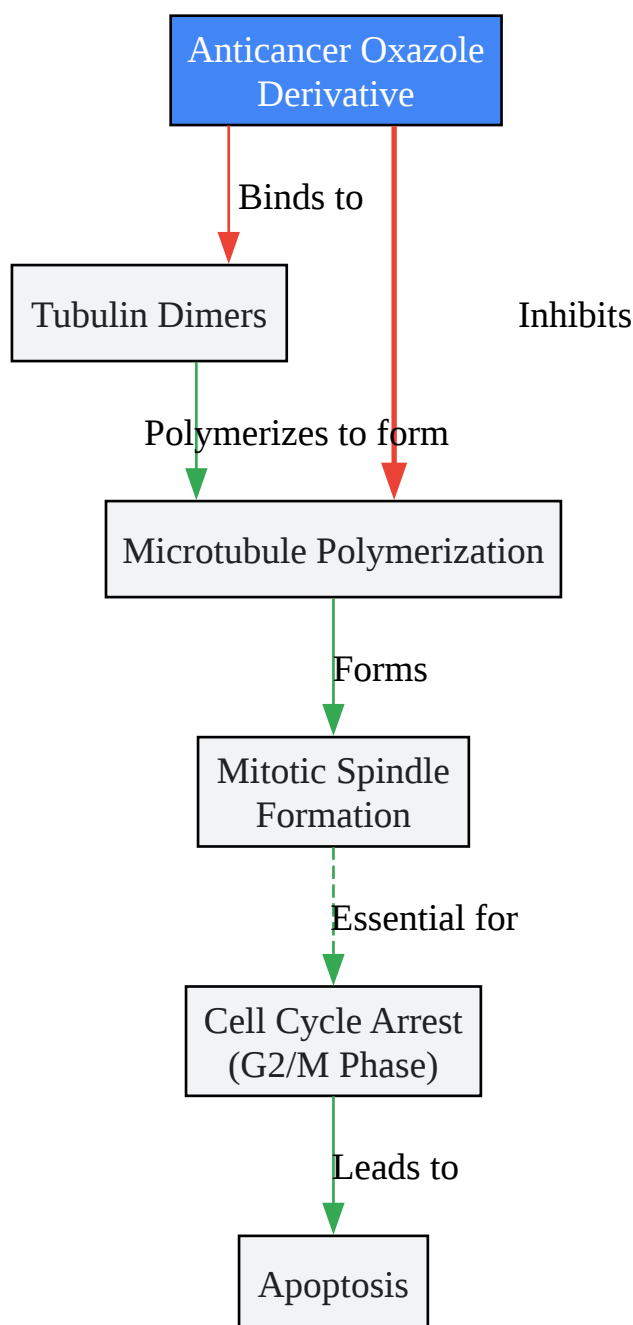 Anticancer Oxazole
Derivative
Binds to
Tubulin Dimers
Inhibits
Polymerizes to form
Microtubule Polymerization
Forms
Mitotic Spindle
Formation
Essential for
Cell Cycle Arrest
(G2/M Phase)
Leads to
Apoptosis